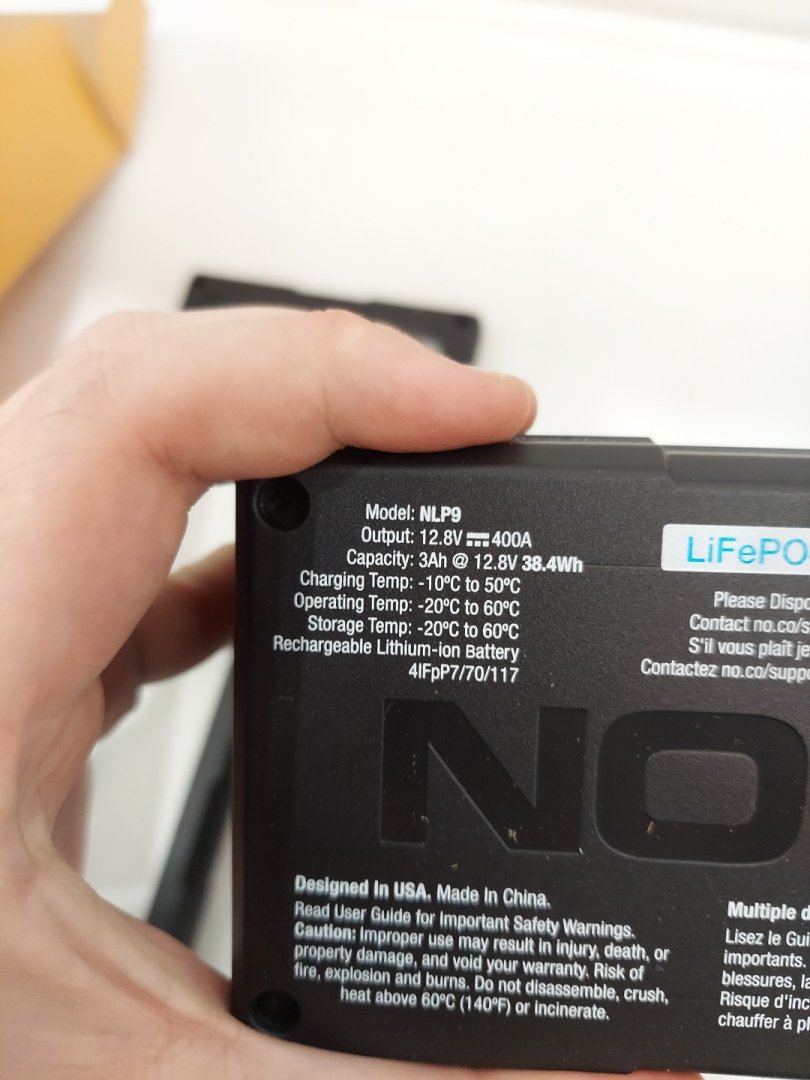 Model: NLP9
Output: 12.8V ⎓ 400A
Capacity: 3Ah @ 12.8V 38.4Wh
Charging Temp: -10ºC to 50ºC
Operating Temp: -20ºC to 60ºC
Storage Temp: -20ºC to 60ºC
Rechargeable Lithium-ion Battery
4IFpP7/70/117
LiFePO
Please Dispo
Contact no.co/s
S'il vous plaît je
Contactez no.co/suppo
NO
Designed In USA. Made In China.
Read User Guide for Important Safety Warnings.
Caution: Improper use may result in injury, death, or
property damage, and void your warranty. Risk of
fire, explosion and burns. Do not disassemble, crush,
heat above 60ºC (140ºF) or incinerate.
Multiple d
Lisez le Gui
importants.
blessures, la
Risque d'inc
chauffer à pl